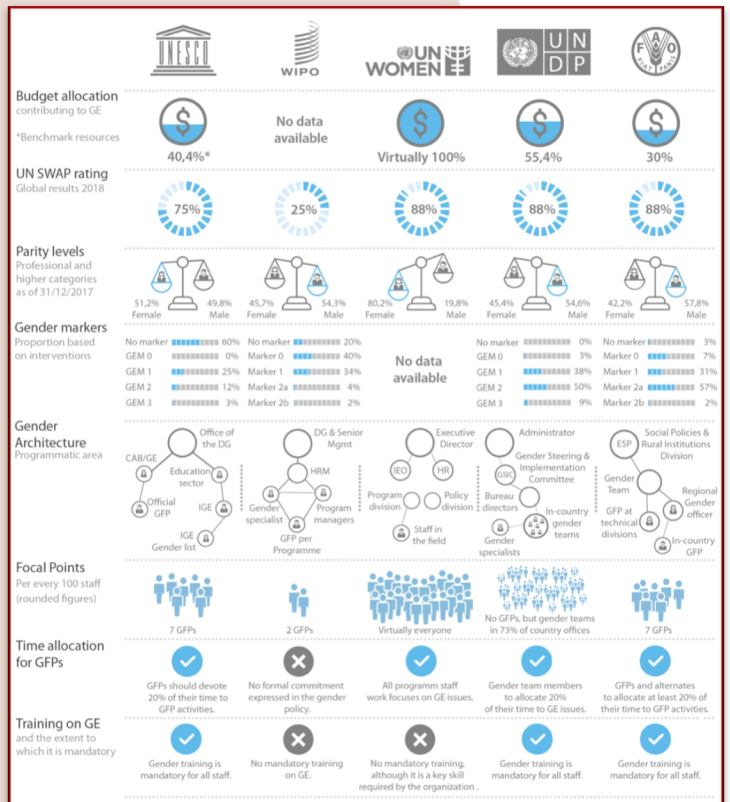 UNESCO
WIPO
UN
WOMEN
U N
D P
F A O
FIAT PANIS
Budget allocation
contributing to GE
*Benchmark resources
$
40,4%*
No data
available
$
Virtually 100%
$
55,4%
$
30%
UN SWAP rating
Global results 2018
75%
25%
88%
88%
88%
Parity levels
Professional and
higher categories
as of 31/12/2017
51,2%
Female
49,8%
Male
45,7%
Female
54,3%
Male
80,2%
Female
19,8%
Male
45,4%
Female
54,6%
Male
42,2%
Female
57,8%
Male
Gender markers
Proportion based
on interventions
No marker 60%
GEM 0 0%
GEM 1 25%
GEM 2 12%
GEM 3 3%
No marker 20%
Marker 0 40%
Marker 1 34%
Marker 2a 4%
Marker 2b 2%
No data
available
No marker 0%
GEM 0 3%
GEM 1 38%
GEM 2 50%
GEM 3 9%
No marker 3%
Marker 0 7%
Marker 1 31%
Marker 2a 57%
Marker 2b 2%
Gender
Architecture
Programmatic area
Office of
the DG
CAB/GE
Education
sector
Official
GFP
IGE
IGE
Gender list
DG & Senior
Mgmt
HRM
Gender
specialist
Program
managers
GFP per
Programme
Executive
Director
IEO
HR
Program
division
Policy
division
Staff in
the field
Administrator
Gender Steering &
Implementation
Committee
GSIC
Bureau
directors
In-country
gender
teams
Gender
specialists
Social Policies &
Rural Institutions
Division
ESP
Gender
Team
Regional
Gender
officer
GFP at
technical
divisions
In-country
GFP
Focal Points
Per every 100 staff
(rounded figures)
7 GFPs
2 GFPs
Virtually everyone
No GFPs, but gender teams
in 73% of country offices
7 GFPs
Time allocation
for GFPs
GFPs should devote
20% of their time to
GFP activities.
No formal commitment
expressed in the gender
policy.
All programm staff
work focuses on GE issues.
Gender team members
to allocate 20%
of their time to GE issues.
GFPs and alternates
to allocate at least 20% of
their time to GFP activities.
Training on GE
and the extent to
which it is mandatory
Gender training is
mandatory for all staff.
No mandatory training
on GE.
No mandatory training,
although it is a key skill
required by the organization .
Gender training is
mandatory for all staff.
Gender training is
mandatory for all staff.